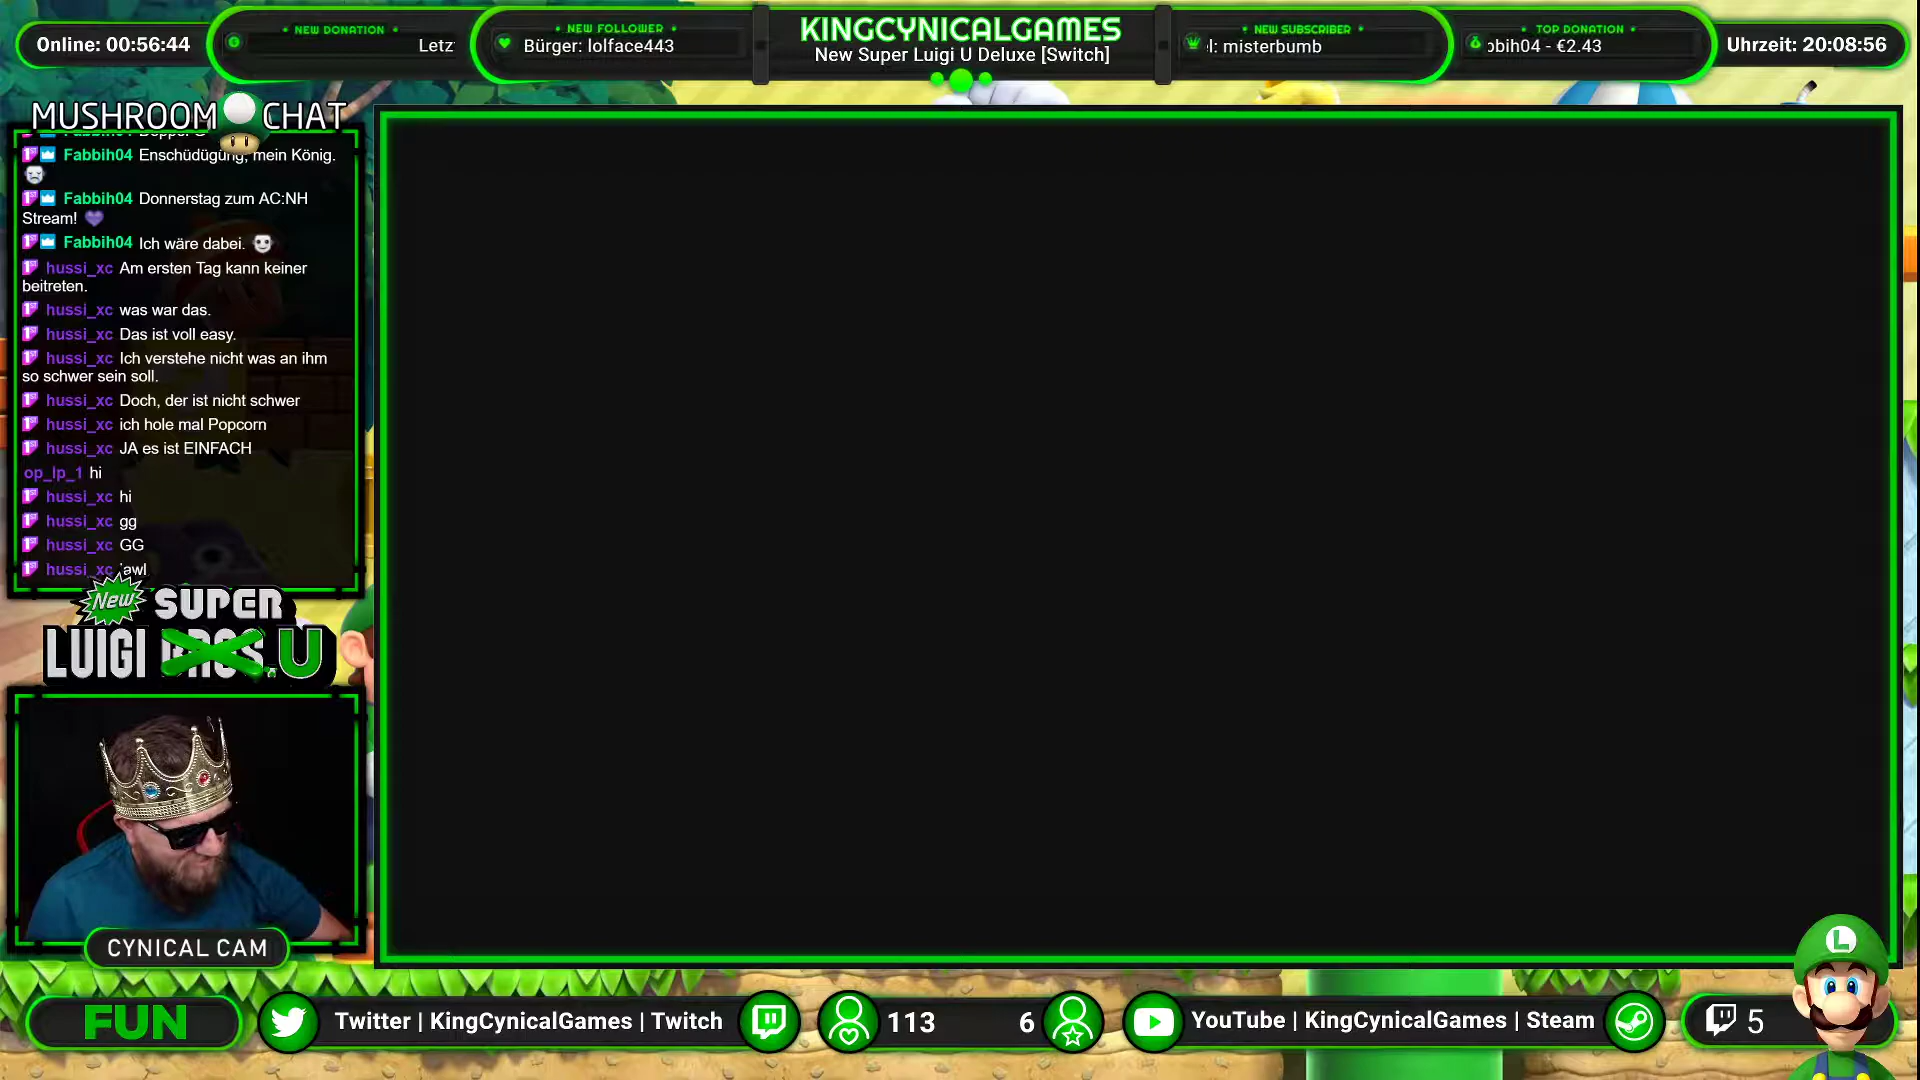 Online: 00:56:44
NEW DONATION
Letz
NEW FOLLOWER
Bürger: lolface443
KINGCYNICALGAMES
New Super Luigi U Deluxe [Switch]
NEW SUBSCRIBER
l: misterbumb
TOP DONATION
obih04 - €2.43
Uhrzeit: 20:08:56
MUSHROOM CHAT
Fabbih04 Enschüdügung, mein König.
Fabbih04 Donnerstag zum AC:NH
Stream!
Fabbih04 Ich wäre dabei.
hussi_xc Am ersten Tag kann keiner
beitreten.
hussi_xc was war das.
hussi_xc Das ist voll easy.
hussi_xc Ich verstehe nicht was an ihm
so schwer sein soll.
hussi_xc Doch, der ist nicht schwer
hussi_xc ich hole mal Popcorn
hussi_xc JA es ist EINFACH
op_lp_1 hi
hussi_xc hi
hussi_xc gg
hussi_xc GG
hussi_xc jawl
New SUPER
LUIGI BROS. U
CYNICAL CAM
FUN
Twitter | KingCynicalGames | Twitch
113
6
YouTube | KingCynicalGames | Steam
5
L